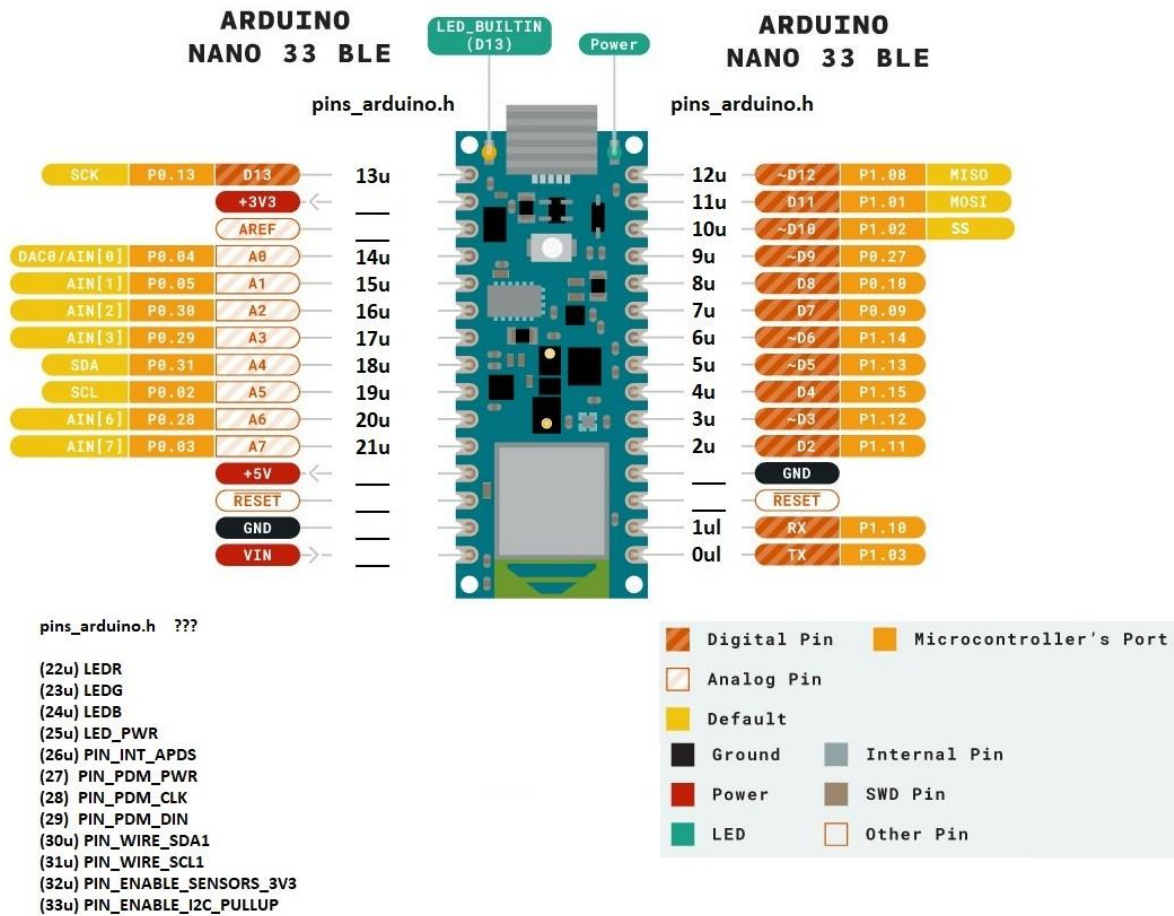 ARDUINO
NANO 33 BLE
LED_BUILTIN
(D13)
Power
ARDUINO
NANO 33 BLE
pins_arduino.h
pins_arduino.h
SCK P0.13 D13 13u
+3V3
AREF
DAC0/AIN[0] P0.04 A0 14u
AIN[1] P0.05 A1 15u
AIN[2] P0.30 A2 16u
AIN[3] P0.29 A3 17u
SDA P0.31 A4 18u
SCL P0.02 A5 19u
AIN[6] P0.28 A6 20u
AIN[7] P0.03 A7 21u
+5V
RESET
GND
VIN
12u ~D12 P1.08 MISO
11u D11 P1.01 MOSI
10u ~D10 P1.02 SS
9u ~D9 P0.27
8u D8 P0.10
7u D7 P0.09
6u ~D6 P1.14
5u ~D5 P1.13
4u D4 P1.15
3u ~D3 P1.12
2u D2 P1.11
GND
RESET
1ul RX P1.10
0ul TX P1.03
pins_arduino.h ???
(22u) LEDR
(23u) LEDG
(24u) LEDB
(25u) LED_PWR
(26u) PIN_INT_APDS
(27) PIN_PDM_PWR
(28) PIN_PDM_CLK
(29) PIN_PDM_DIN
(30u) PIN_WIRE_SDA1
(31u) PIN_WIRE_SCL1
(32u) PIN_ENABLE_SENSORS_3V3
(33u) PIN_ENABLE_I2C_PULLUP
Digital Pin
Microcontroller's Port
Analog Pin
Default
Ground
Internal Pin
Power
SWD Pin
LED
Other Pin